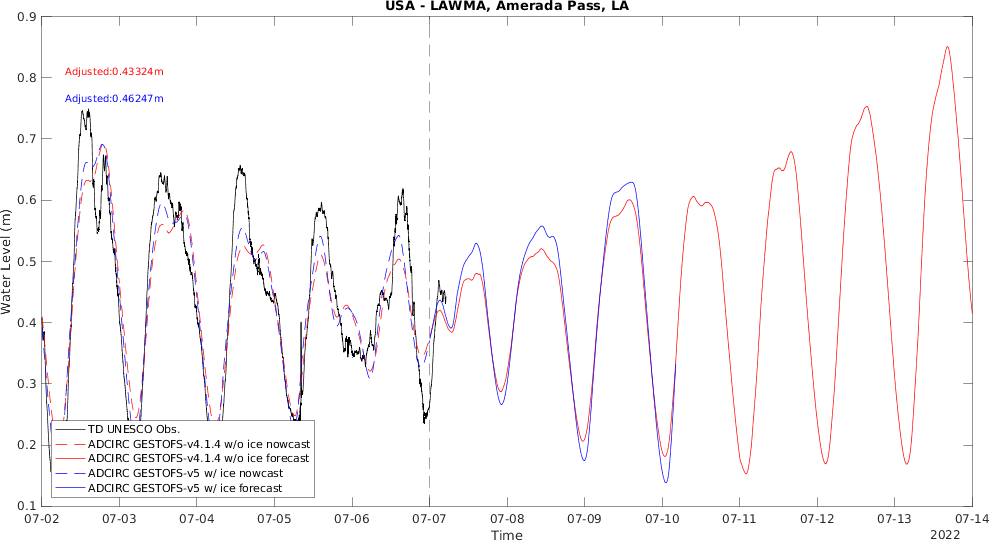 USA - LAWMA, Amerada Pass, LA
0.9
0.8
0.7
0.6
0.5
0.4
0.3
0.2
0.1
Water Level (m)
Adjusted:0.43324m
Adjusted:0.46247m
TD UNESCO Obs.
ADCIRC GESTOFS-v4.1.4 w/o ice nowcast
ADCIRC GESTOFS-v4.1.4 w/o ice forecast
ADCIRC GESTOFS-v5 w/ ice nowcast
ADCIRC GESTOFS-v5 w/ ice forecast
07-02 07-03 07-04 07-05 07-06 07-07 07-08 07-09 07-10 07-11 07-12 07-13 07-14
Time
2022